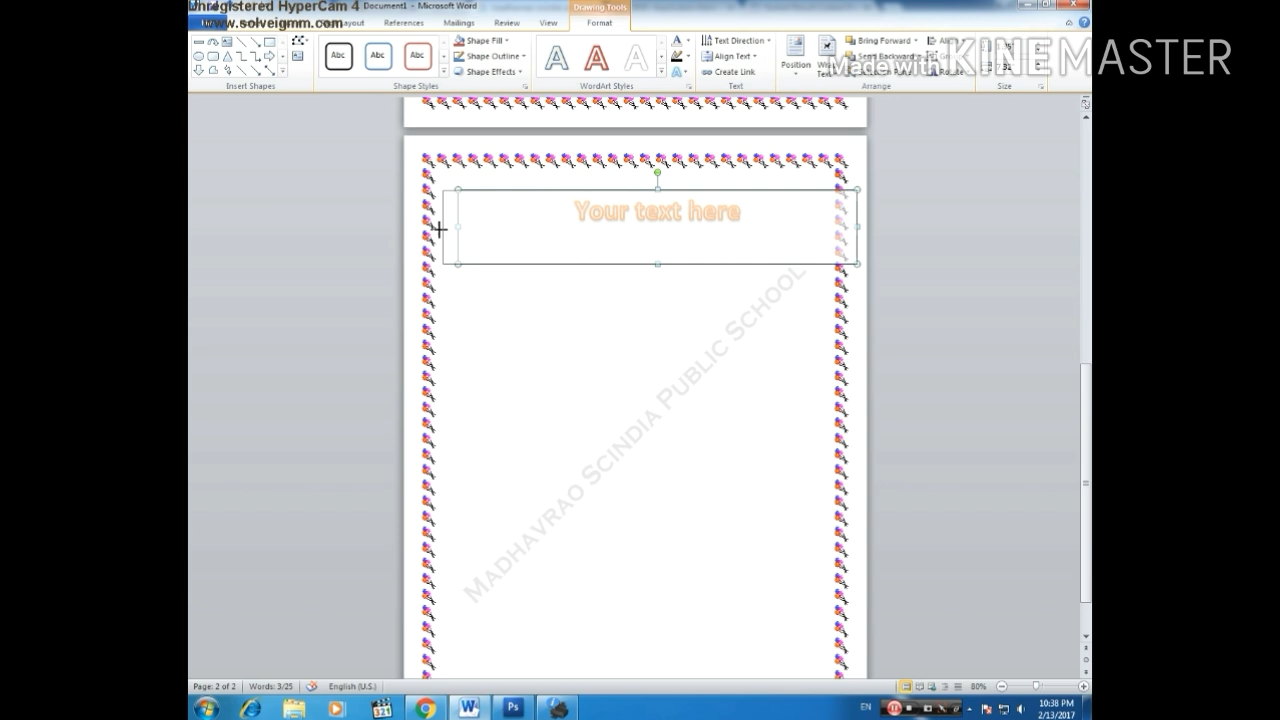 Unregistered HyperCam 4
www.solveigmm.com
Document1 - Microsoft Word
Drawing Tools
References
Mailings
Review
View
Format
Abc
Abc
Abc
Shape Fill
Shape Outline
Shape Effects
Text Direction
Align Text
Create Link
Position
Bring Forward
Send Backward
Made with KINEMASTER
Insert Shapes
Shape Styles
WordArt Styles
Text
Arrange
Size
Your text here
MADHAVRAO SCINDIA PUBLIC SCHOOL
Page: 2 of 2
Words: 3/25
English (U.S.)
80%
EN
10:38 PM
2/13/2017